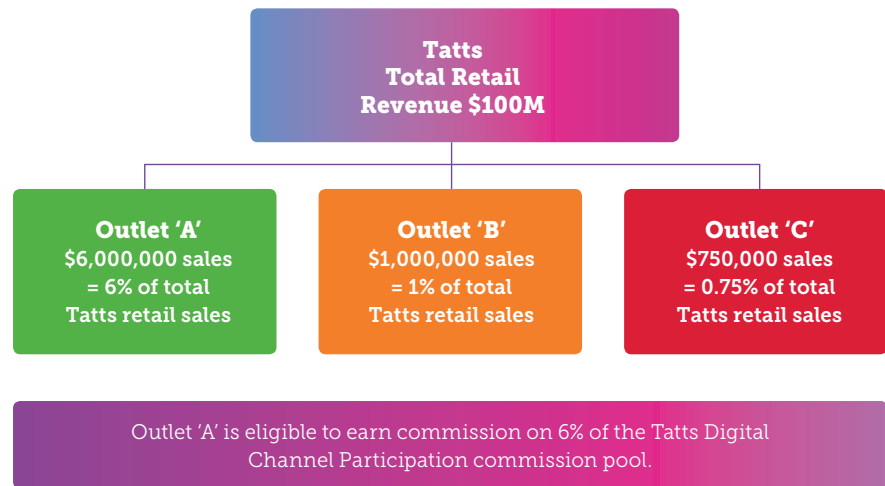 Tatts
Total Retail
Revenue $100M
Outlet ‘A’
$6,000,000 sales
= 6% of total
Tatts retail sales
Outlet ‘B’
$1,000,000 sales
= 1% of total
Tatts retail sales
Outlet ‘C’
$750,000 sales
= 0.75% of total
Tatts retail sales
Outlet ‘A’ is eligible to earn commission on 6% of the Tatts Digital
Channel Participation commission pool.